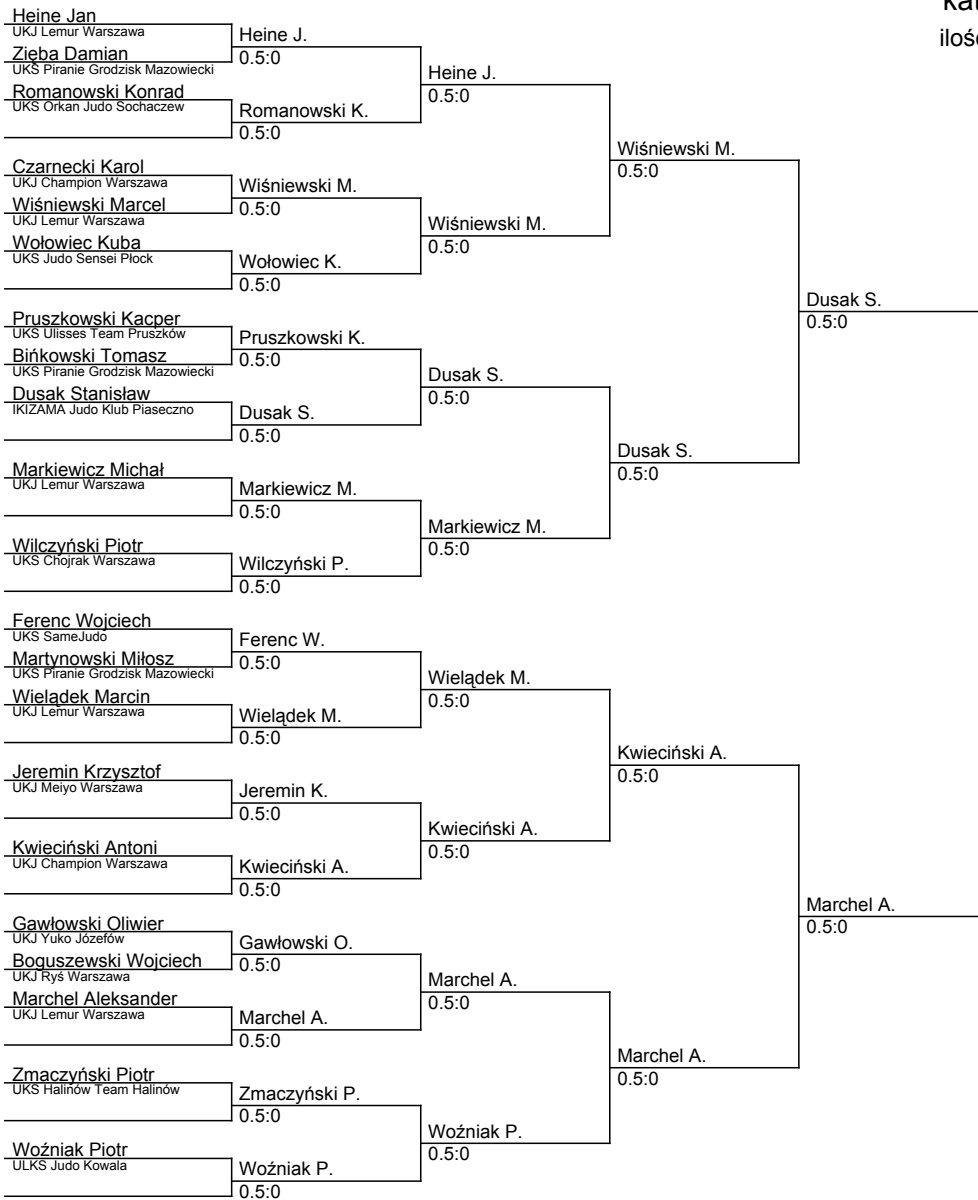 kat
iloś
Heine Jan
UKJ Lemur Warszawa
Zięba Damian
UKS Piranie Grodzisk Mazowiecki
Romanowski Konrad
UKS Orkan Judo Sochaczew
Czarnecki Karol
UKJ Champion Warszawa
Wiśniewski Marcel
UKJ Lemur Warszawa
Wołowiec Kuba
UKS Judo Sensei Płock
Pruszkowski Kacper
UKS Ulisses Team Pruszków
Bińkowski Tomasz
UKS Piranie Grodzisk Mazowiecki
Dusak Stanisław
IKIZAMA Judo Klub Piaseczno
Markiewicz Michał
UKJ Lemur Warszawa
Wilczyński Piotr
UKS Chojrak Warszawa
Ferenc Wojciech
UKS SameJudo
Martynowski Miłosz
UKS Piranie Grodzisk Mazowiecki
Wielądek Marcin
UKJ Lemur Warszawa
Jeremin Krzysztof
UKJ Meiyo Warszawa
Kwieciński Antoni
UKJ Champion Warszawa
Gawłowski Oliwier
UKJ Yuko Józefów
Boguszewski Wojciech
UKJ Ryś Warszawa
Marchel Aleksander
UKJ Lemur Warszawa
Zmaczyński Piotr
UKS Halinów Team Halinów
Woźniak Piotr
ULKS Judo Kowala
Heine J.
0.5:0
Romanowski K.
0.5:0
Wiśniewski M.
0.5:0
Wołowiec K.
0.5:0
Pruszkowski K.
0.5:0
Dusak S.
0.5:0
Markiewicz M.
0.5:0
Wilczyński P.
0.5:0
Ferenc W.
0.5:0
Wielądek M.
0.5:0
Jeremin K.
0.5:0
Kwieciński A.
0.5:0
Gawłowski O.
0.5:0
Marchel A.
0.5:0
Zmaczyński P.
0.5:0
Woźniak P.
0.5:0
Heine J.
0.5:0
Wiśniewski M.
0.5:0
Dusak S.
0.5:0
Markiewicz M.
0.5:0
Wielądek M.
0.5:0
Kwieciński A.
0.5:0
Marchel A.
0.5:0
Woźniak P.
0.5:0
Wiśniewski M.
0.5:0
Dusak S.
0.5:0
Kwieciński A.
0.5:0
Marchel A.
0.5:0
Dusak S.
0.5:0
Marchel A.
0.5:0